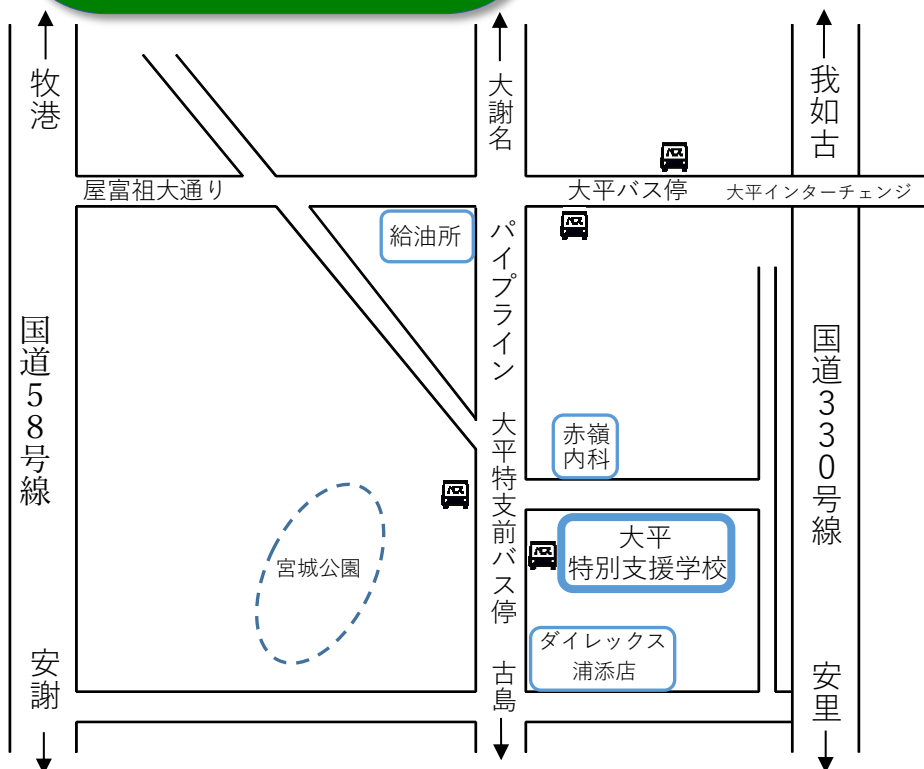 牧港
大謝名
我如古
屋富祖大通り
大平バス停
大平インターチェンジ
給油所
パイプライン
国道58号線
国道330号線
赤嶺
内科
大平特支前バス停
大平
特別支援学校
宮城公園
ダイレックス
浦添店
安謝
古島
安里